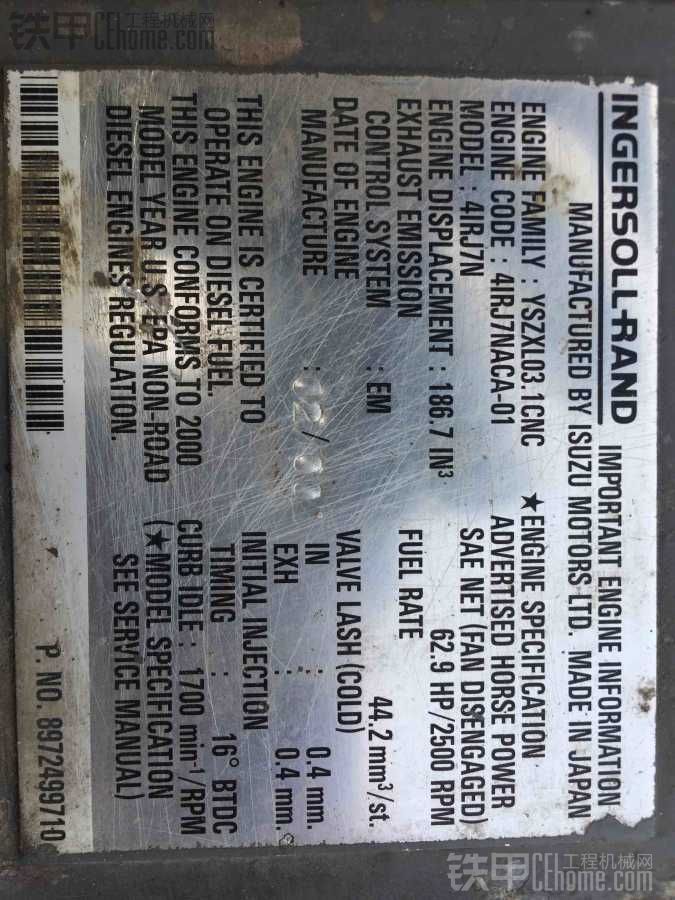 铁甲 工程机械网
CEhome.com
INGERSOLL-RAND IMPORTANT ENGINE INFORMATION
MANUFACTURED BY ISUZU MOTORS LTD. MADE IN JAPAN
ENGINE FAMILY : YSZXL03.1CNC
ENGINE CODE : 4IRJ7NACA-01
MODEL : 4IRJ7N
ENGINE DISPLACEMENT : 186.7 IN³
EXHAUST EMISSION
CONTROL SYSTEM : EM
DATE OF ENGINE
MANUFACTURE : 02/00
THIS ENGINE IS CERTIFIED TO
OPERATE ON DIESEL FUEL.
THIS ENGINE CONFORMS TO 2000
MODEL YEAR U.S. EPA NON-ROAD
DIESEL ENGINES REGULATION.
★ENGINE SPECIFICATION
ADVERTISED HORSE POWER
SAE NET (FAN DISENGAGED)
62.9 HP/2500 RPM
FUEL RATE
44.2 mm³/st.
VALVE LASH (COLD)
IN : 0.4 mm.
EXH : 0.4 mm.
INITIAL INJECTION
TIMING : 16° BTDC
CURB IDLE : 1700 min⁻¹/RPM
(★MODEL SPECIFICATION
SEE SERVICE MANUAL)
P. NO. 8972499710
铁甲 工程机械网
CEhome.com